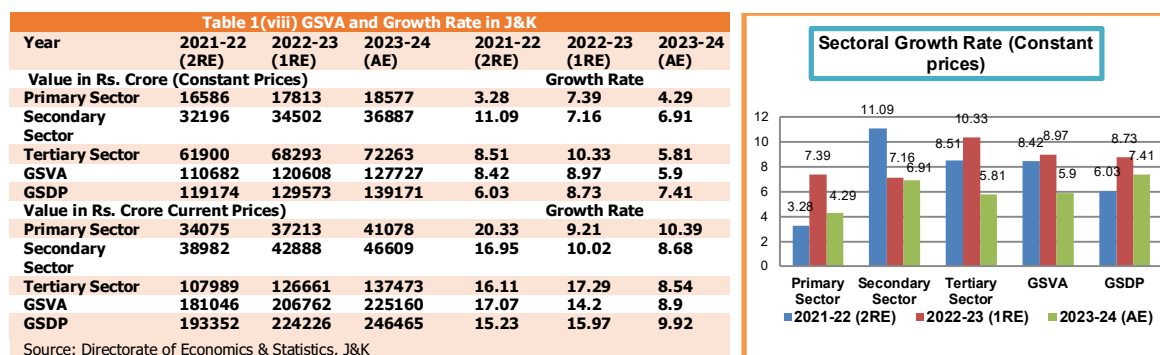 Table 1(viii) GSVA and Growth Rate in J&K
Year 2021-22 2022-23 2023-24 2021-22 2022-23 2023-24
(2RE) (1RE) (AE) (2RE) (1RE) (AE)
Value in Rs. Crore (Constant Prices) Growth Rate
Primary Sector 16586 17813 18577 3.28 7.39 4.29
Secondary 32196 34502 36887 11.09 7.16 6.91
Sector
Tertiary Sector 61900 68293 72263 8.51 10.33 5.81
GSVA 110682 120608 127727 8.42 8.97 5.9
GSDP 119174 129573 139171 6.03 8.73 7.41
Value in Rs. Crore Current Prices) Growth Rate
Primary Sector 34075 37213 41078 20.33 9.21 10.39
Secondary 38982 42888 46609 16.95 10.02 8.68
Sector
Tertiary Sector 107989 126661 137473 16.11 17.29 8.54
GSVA 181046 206762 225160 17.07 14.2 8.9
GSDP 193352 224226 246465 15.23 15.97 9.92
Source: Directorate of Economics & Statistics, J&K
Sectoral Growth Rate (Constant
prices)
12
10
8
6
4
2
0
3.28 7.39 4.29
11.09 7.16 6.91
8.51 10.33 5.81
8.42 8.97 5.9
6.03 8.73 7.41
Primary Secondary Tertiary GSVA GSDP
Sector Sector Sector
2021-22 (2RE) 2022-23 (1RE) 2023-24 (AE)